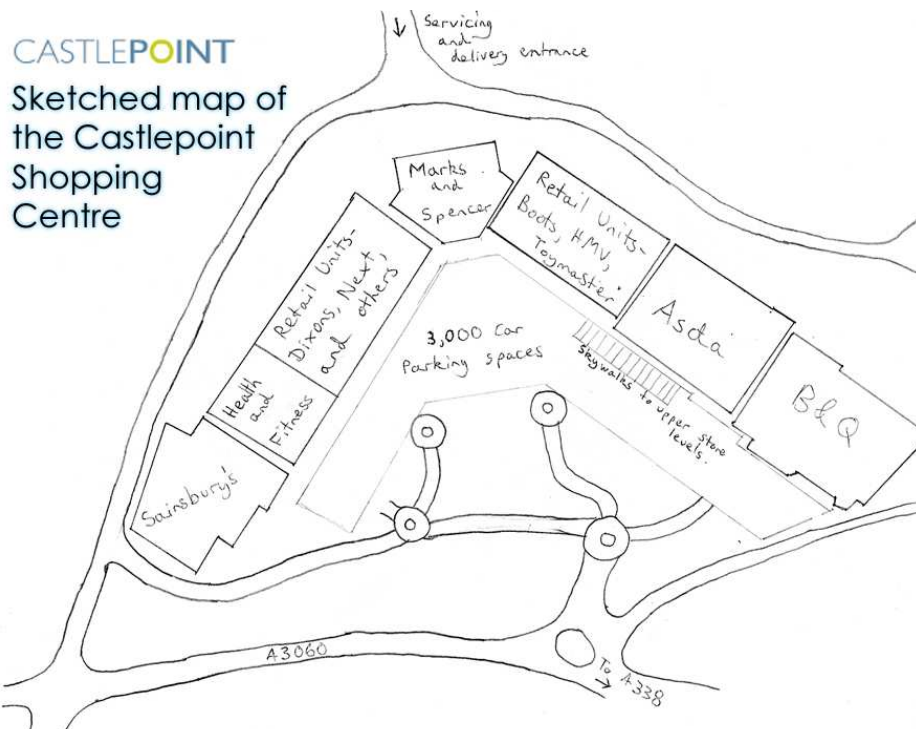 CASTLEPOINT
Sketched map of
the Castlepoint
Shopping
Centre
Servicing
and
delivery entrance
Marks
and
Spencer
Retail Units-
Boots, HMV,
Toymaster
Retail Units-
Dixons, Next,
and others
Asda
3,000 Car
Parking spaces
Skywalks to upper store
levels.
B&Q
Health
and
Fitness
Sainsbury's
A3060
To
A338